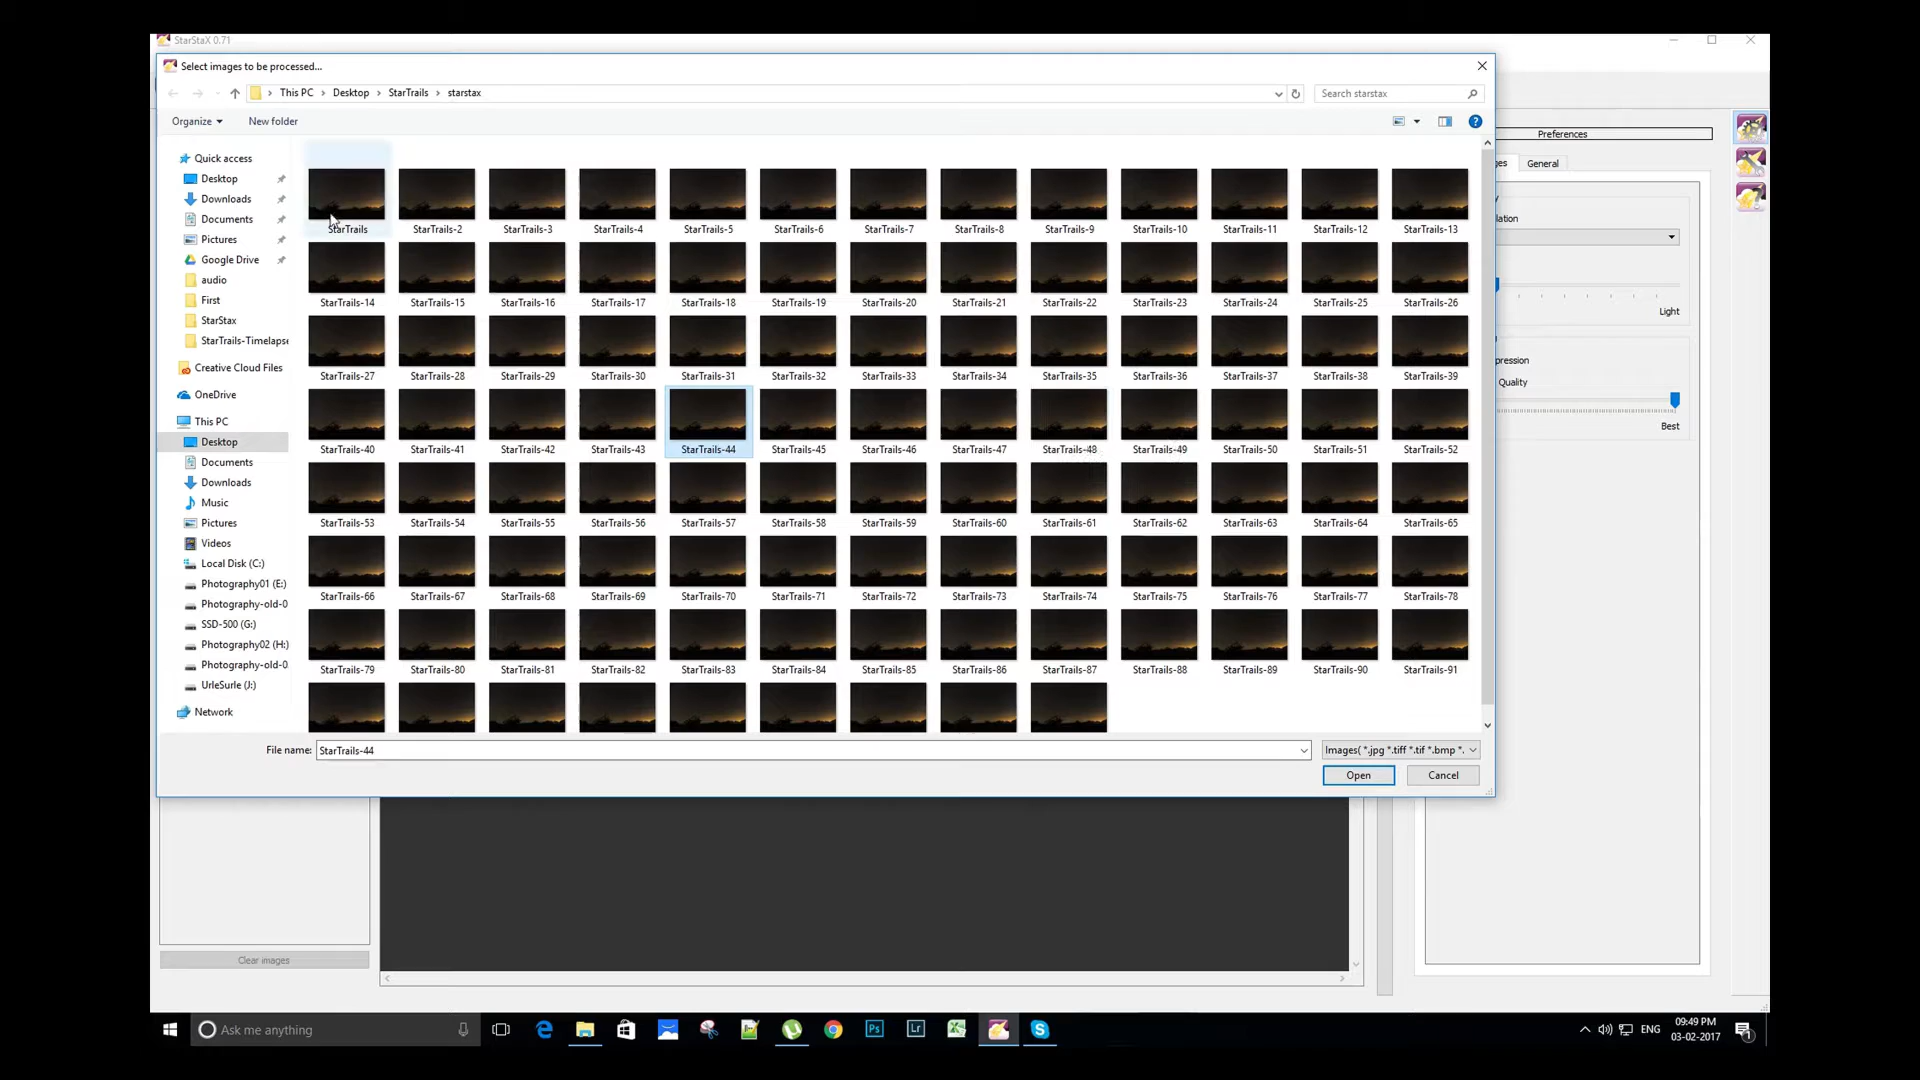 StarStaX 0.71
Select images to be processed...
This PC > Desktop > StarTrails > starstax
Search starstax
Organize
New folder
Preferences
General
Quick access
Desktop
Downloads
Documents
Pictures
Google Drive
audio
First
StarStax
StarTrails-Timelapse
Creative Cloud Files
OneDrive
This PC
Desktop
Documents
Downloads
Music
Pictures
Videos
Local Disk (C:)
Photography01 (E:)
Photography-old-0
SSD-500 (G:)
Photography02 (H:)
Photography-old-0
UrleSurle (J:)
Network
StarTrails StarTrails-2 StarTrails-3 StarTrails-4 StarTrails-5 StarTrails-6 StarTrails-7 StarTrails-8 StarTrails-9 StarTrails-10 StarTrails-11 StarTrails-12 StarTrails-13
StarTrails-14 StarTrails-15 StarTrails-16 StarTrails-17 StarTrails-18 StarTrails-19 StarTrails-20 StarTrails-21 StarTrails-22 StarTrails-23 StarTrails-24 StarTrails-25 StarTrails-26
StarTrails-27 StarTrails-28 StarTrails-29 StarTrails-30 StarTrails-31 StarTrails-32 StarTrails-33 StarTrails-34 StarTrails-35 StarTrails-36 StarTrails-37 StarTrails-38 StarTrails-39
StarTrails-40 StarTrails-41 StarTrails-42 StarTrails-43 StarTrails-44 StarTrails-45 StarTrails-46 StarTrails-47 StarTrails-48 StarTrails-49 StarTrails-50 StarTrails-51 StarTrails-52
StarTrails-53 StarTrails-54 StarTrails-55 StarTrails-56 StarTrails-57 StarTrails-58 StarTrails-59 StarTrails-60 StarTrails-61 StarTrails-62 StarTrails-63 StarTrails-64 StarTrails-65
StarTrails-66 StarTrails-67 StarTrails-68 StarTrails-69 StarTrails-70 StarTrails-71 StarTrails-72 StarTrails-73 StarTrails-74 StarTrails-75 StarTrails-76 StarTrails-77 StarTrails-78
StarTrails-79 StarTrails-80 StarTrails-81 StarTrails-82 StarTrails-83 StarTrails-84 StarTrails-85 StarTrails-86 StarTrails-87 StarTrails-88 StarTrails-89 StarTrails-90 StarTrails-91
Light
Quality
Best
File name: StarTrails-44
Images( *.jpg *.tiff *.tif *.bmp *.
Open
Cancel
Clear images
Ask me anything
Ps
Lr
ENG
09:49 PM
03-02-2017
1